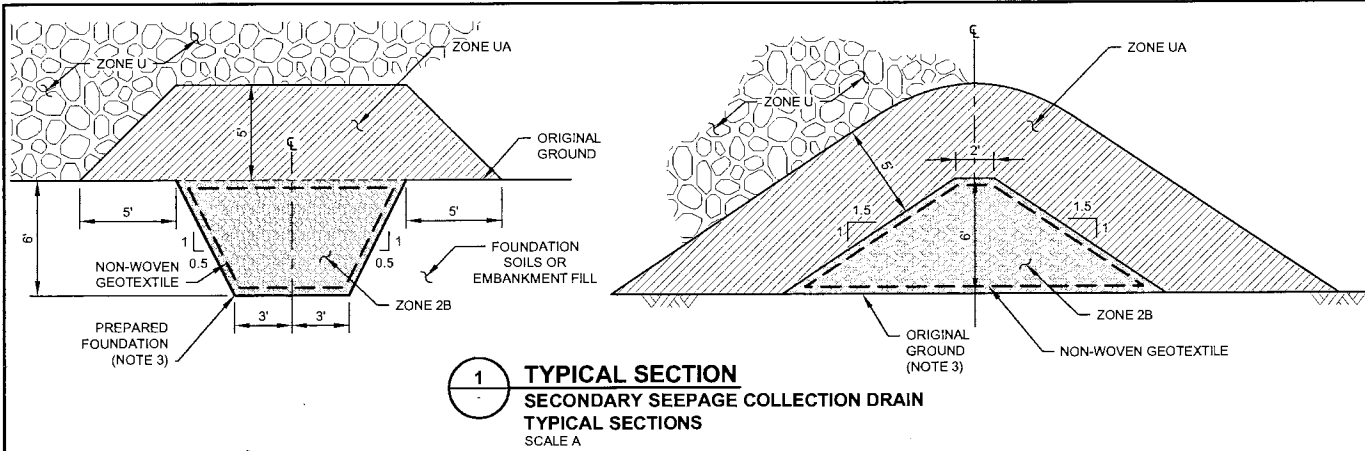 ℄
ZONE U
ZONE UA
5'
℄
ORIGINAL
GROUND
6'
5'
5'
1
0.5
1
0.5
NON-WOVEN
GEOTEXTILE
FOUNDATION
SOILS OR
EMBANKMENT FILL
ZONE 2B
3'
3'
PREPARED
FOUNDATION
(NOTE 3)
ZONE UA
ZONE U
2'
5'
1.5
1
6'
1.5
1
ZONE 2B
ORIGINAL
GROUND
(NOTE 3)
NON-WOVEN GEOTEXTILE
1
-
TYPICAL SECTION
SECONDARY SEEPAGE COLLECTION DRAIN
TYPICAL SECTIONS
SCALE A